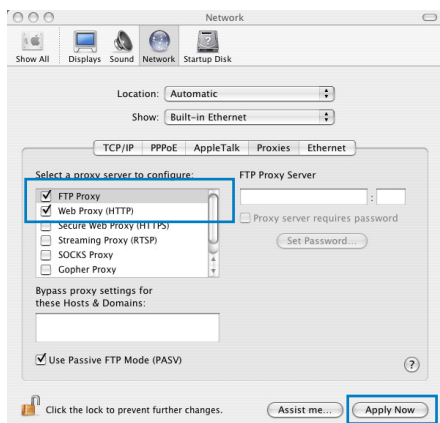 Network
Show All Displays Sound Network Startup Disk
Location: Automatic
Show: Built-in Ethernet
TCP/IP PPPoE AppleTalk Proxies Ethernet
Select a proxy server to configure: FTP Proxy Server
FTP Proxy :
Web Proxy (HTTP) Proxy server requires password
Secure Web Proxy (HTTPS)
Streaming Proxy (RTSP) Set Password...
SOCKS Proxy
Gopher Proxy
Bypass proxy settings for
these Hosts & Domains:
Use Passive FTP Mode (PASV) ?
Click the lock to prevent further changes. Assist me... Apply Now